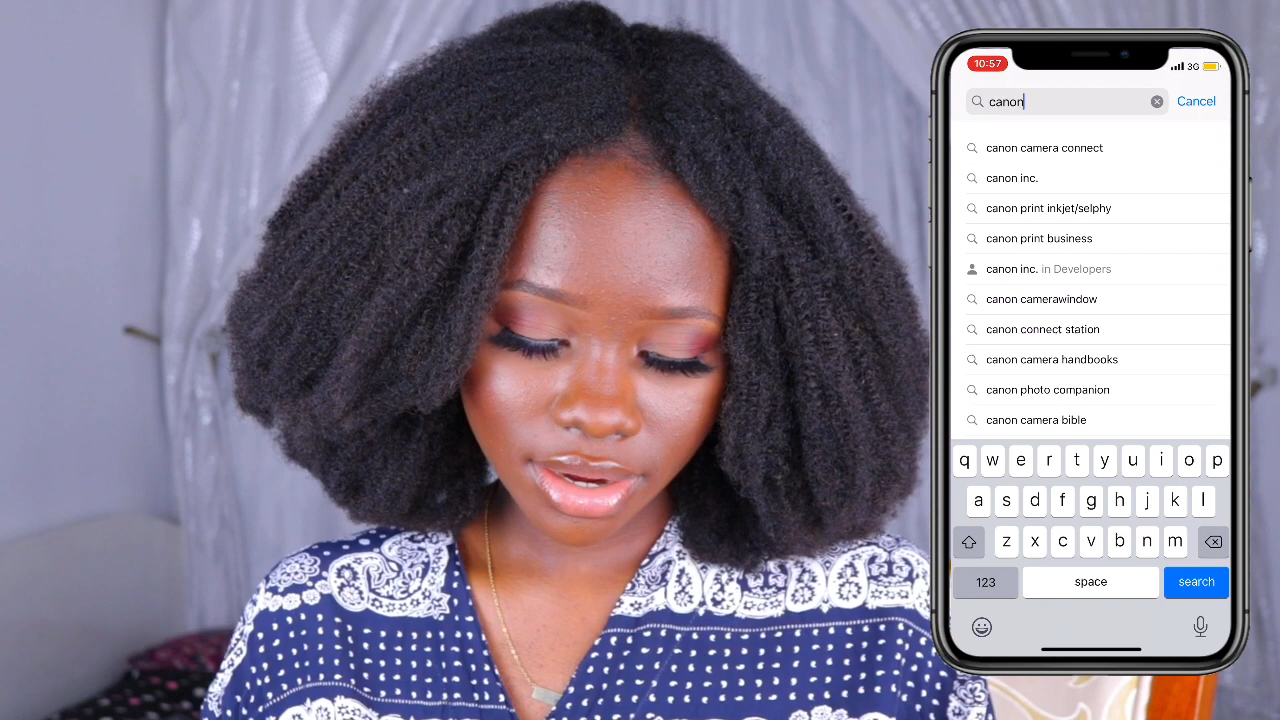 10:57
3G
canon
Cancel
canon camera connect
canon inc.
canon print inkjet/selphy
canon print business
canon inc. in Developers
canon camerawindow
canon connect station
canon camera handbooks
canon photo companion
canon camera bible
q w e r t y u i o p
a s d f g h j k l
z x c v b n m
123 space search